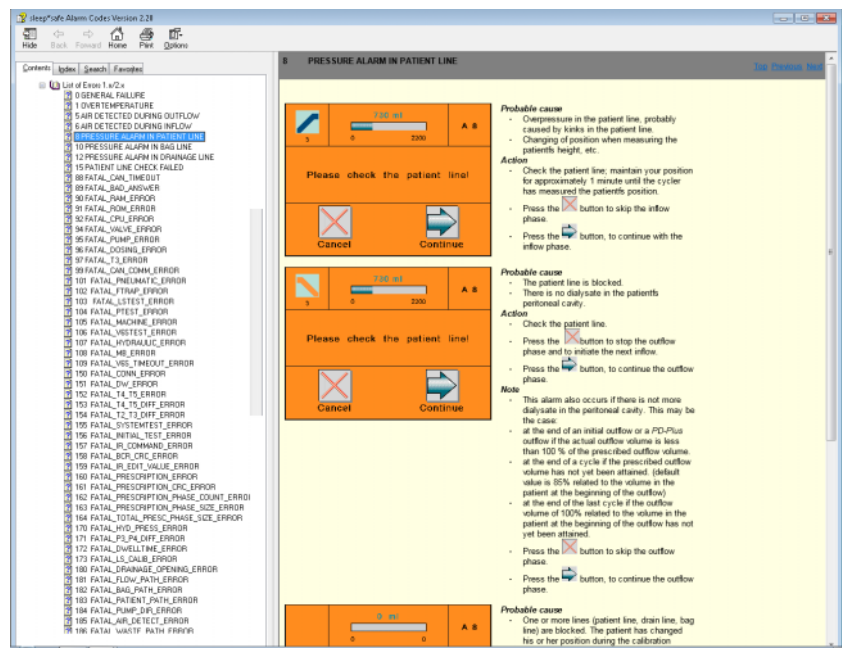 sleep*safe Alarm Codes Version 2.20
Hide Back Forward Home Print Options
Contents Index Search Favorites
List of Errors 1.x/2.x
0 GENERAL FAILURE
1 OVERTEMPERATURE
5 AIR DETECTED DURING OUTFLOW
6 AIR DETECTED DURING INFLOW
8 PRESSURE ALARM IN PATIENT LINE
10 PRESSURE ALARM IN BAG LINE
12 PRESSURE ALARM IN DRAINAGE LINE
15 PATIENT LINE CHECK FAILED
88 FATAL_CAN_TIMEOUT
89 FATAL_BAD_ANSWER
90 FATAL_RAM_ERROR
91 FATAL_ROM_ERROR
92 FATAL_CPU_ERROR
94 FATAL_VALVE_ERROR
95 FATAL_PUMP_ERROR
96 FATAL_DOSING_ERROR
97 FATAL_T3_ERROR
99 FATAL_CAN_COMM_ERROR
101 FATAL_PNEUMATIC_ERROR
102 FATAL_FTRAP_ERROR
103 FATAL_LSTEST_ERROR
104 FATAL_PTEST_ERROR
105 FATAL_MACHINE_ERROR
106 FATAL_VGSTEST_ERROR
107 FATAL_HYDRAULIC_ERROR
108 FATAL_MB_ERROR
109 FATAL_VGS_TIMEOUT_ERROR
150 FATAL_CONN_ERROR
151 FATAL_DW_ERROR
152 FATAL_T4_T5_ERROR
153 FATAL_T4_T5_DIFF_ERROR
154 FATAL_T2_T3_DIFF_ERROR
155 FATAL_SYSTEMTEST_ERROR
156 FATAL_INITIAL_TEST_ERROR
157 FATAL_IR_COMMAND_ERROR
158 FATAL_BCR_CRC_ERROR
159 FATAL_IR_EDIT_VALUE_ERROR
160 FATAL_PRESCRIPTION_ERROR
161 FATAL_PRESCRIPTION_CRC_ERROR
162 FATAL_PRESCRIPTION_PHASE_COUNT_ERROI
163 FATAL_PRESCRIPTION_PHASE_SIZE_ERROR
164 FATAL_TOTAL_PRESC_PHASE_SIZE_ERROR
170 FATAL_HYD_PRESS_ERROR
171 FATAL_P3_P4_DIFF_ERROR
172 FATAL_DWELLTIME_ERROR
173 FATAL_LS_CALIB_ERROR
180 FATAL_DRAINAGE_OPENING_ERROR
181 FATAL_FLOW_PATH_ERROR
182 FATAL_BAG_PATH_ERROR
183 FATAL_PATIENT_PATH_ERROR
184 FATAL_PUMP_DIR_ERROR
185 FATAL_AIR_DETECT_ERROR
186 FATAL_WASTE_PATH_ERROR
8 PRESSURE ALARM IN PATIENT LINE
Top Previous Next
730 ml
A 8
3 0 2200
Please check the patient line!
Cancel Continue
Probable cause
- Overpressure in the patient line, probably
caused by kinks in the patient line.
- Changing of position when measuring the
patientfs height, etc.
Action
- Check the patient line; maintain your position
for approximately 1 minute until the cycler
has measured the patientfs position.
- Press the button to skip the inflow
phase.
- Press the button, to continue with the
inflow phase.
730 ml
A 8
3 0 2200
Please check the patient line!
Cancel Continue
Probable cause
- The patient line is blocked.
- There is no dialysate in the patientfs
peritoneal cavity.
Action
- Check the patient line.
- Press the button to stop the outflow
phase and to initiate the next inflow.
- Press the button, to continue the outflow
phase.
Note
- This alarm also occurs if there is not more
dialysate in the peritoneal cavity. This may be
the case:
- at the end of an initial outflow or a PD-Plus
outflow if the actual outflow volume is less
than 100 % of the prescribed outflow volume.
- at the end of a cycle if the prescribed outflow
volume has not yet been attained. (default
value is 85% related to the volume in the
patient at the beginning of the outflow)
- at the end of the last cycle if the outflow
volume of 100% related to the volume in the
patient at the beginning of the outflow has not
yet been attained.
- Press the button to skip the outflow
phase.
- Press the button, to continue the outflow
phase.
0 ml
A 8
0 0
Probable cause
- One or more lines (patient line, drain line, bag
line) are blocked. The patient has changed
his or her position during the calibration